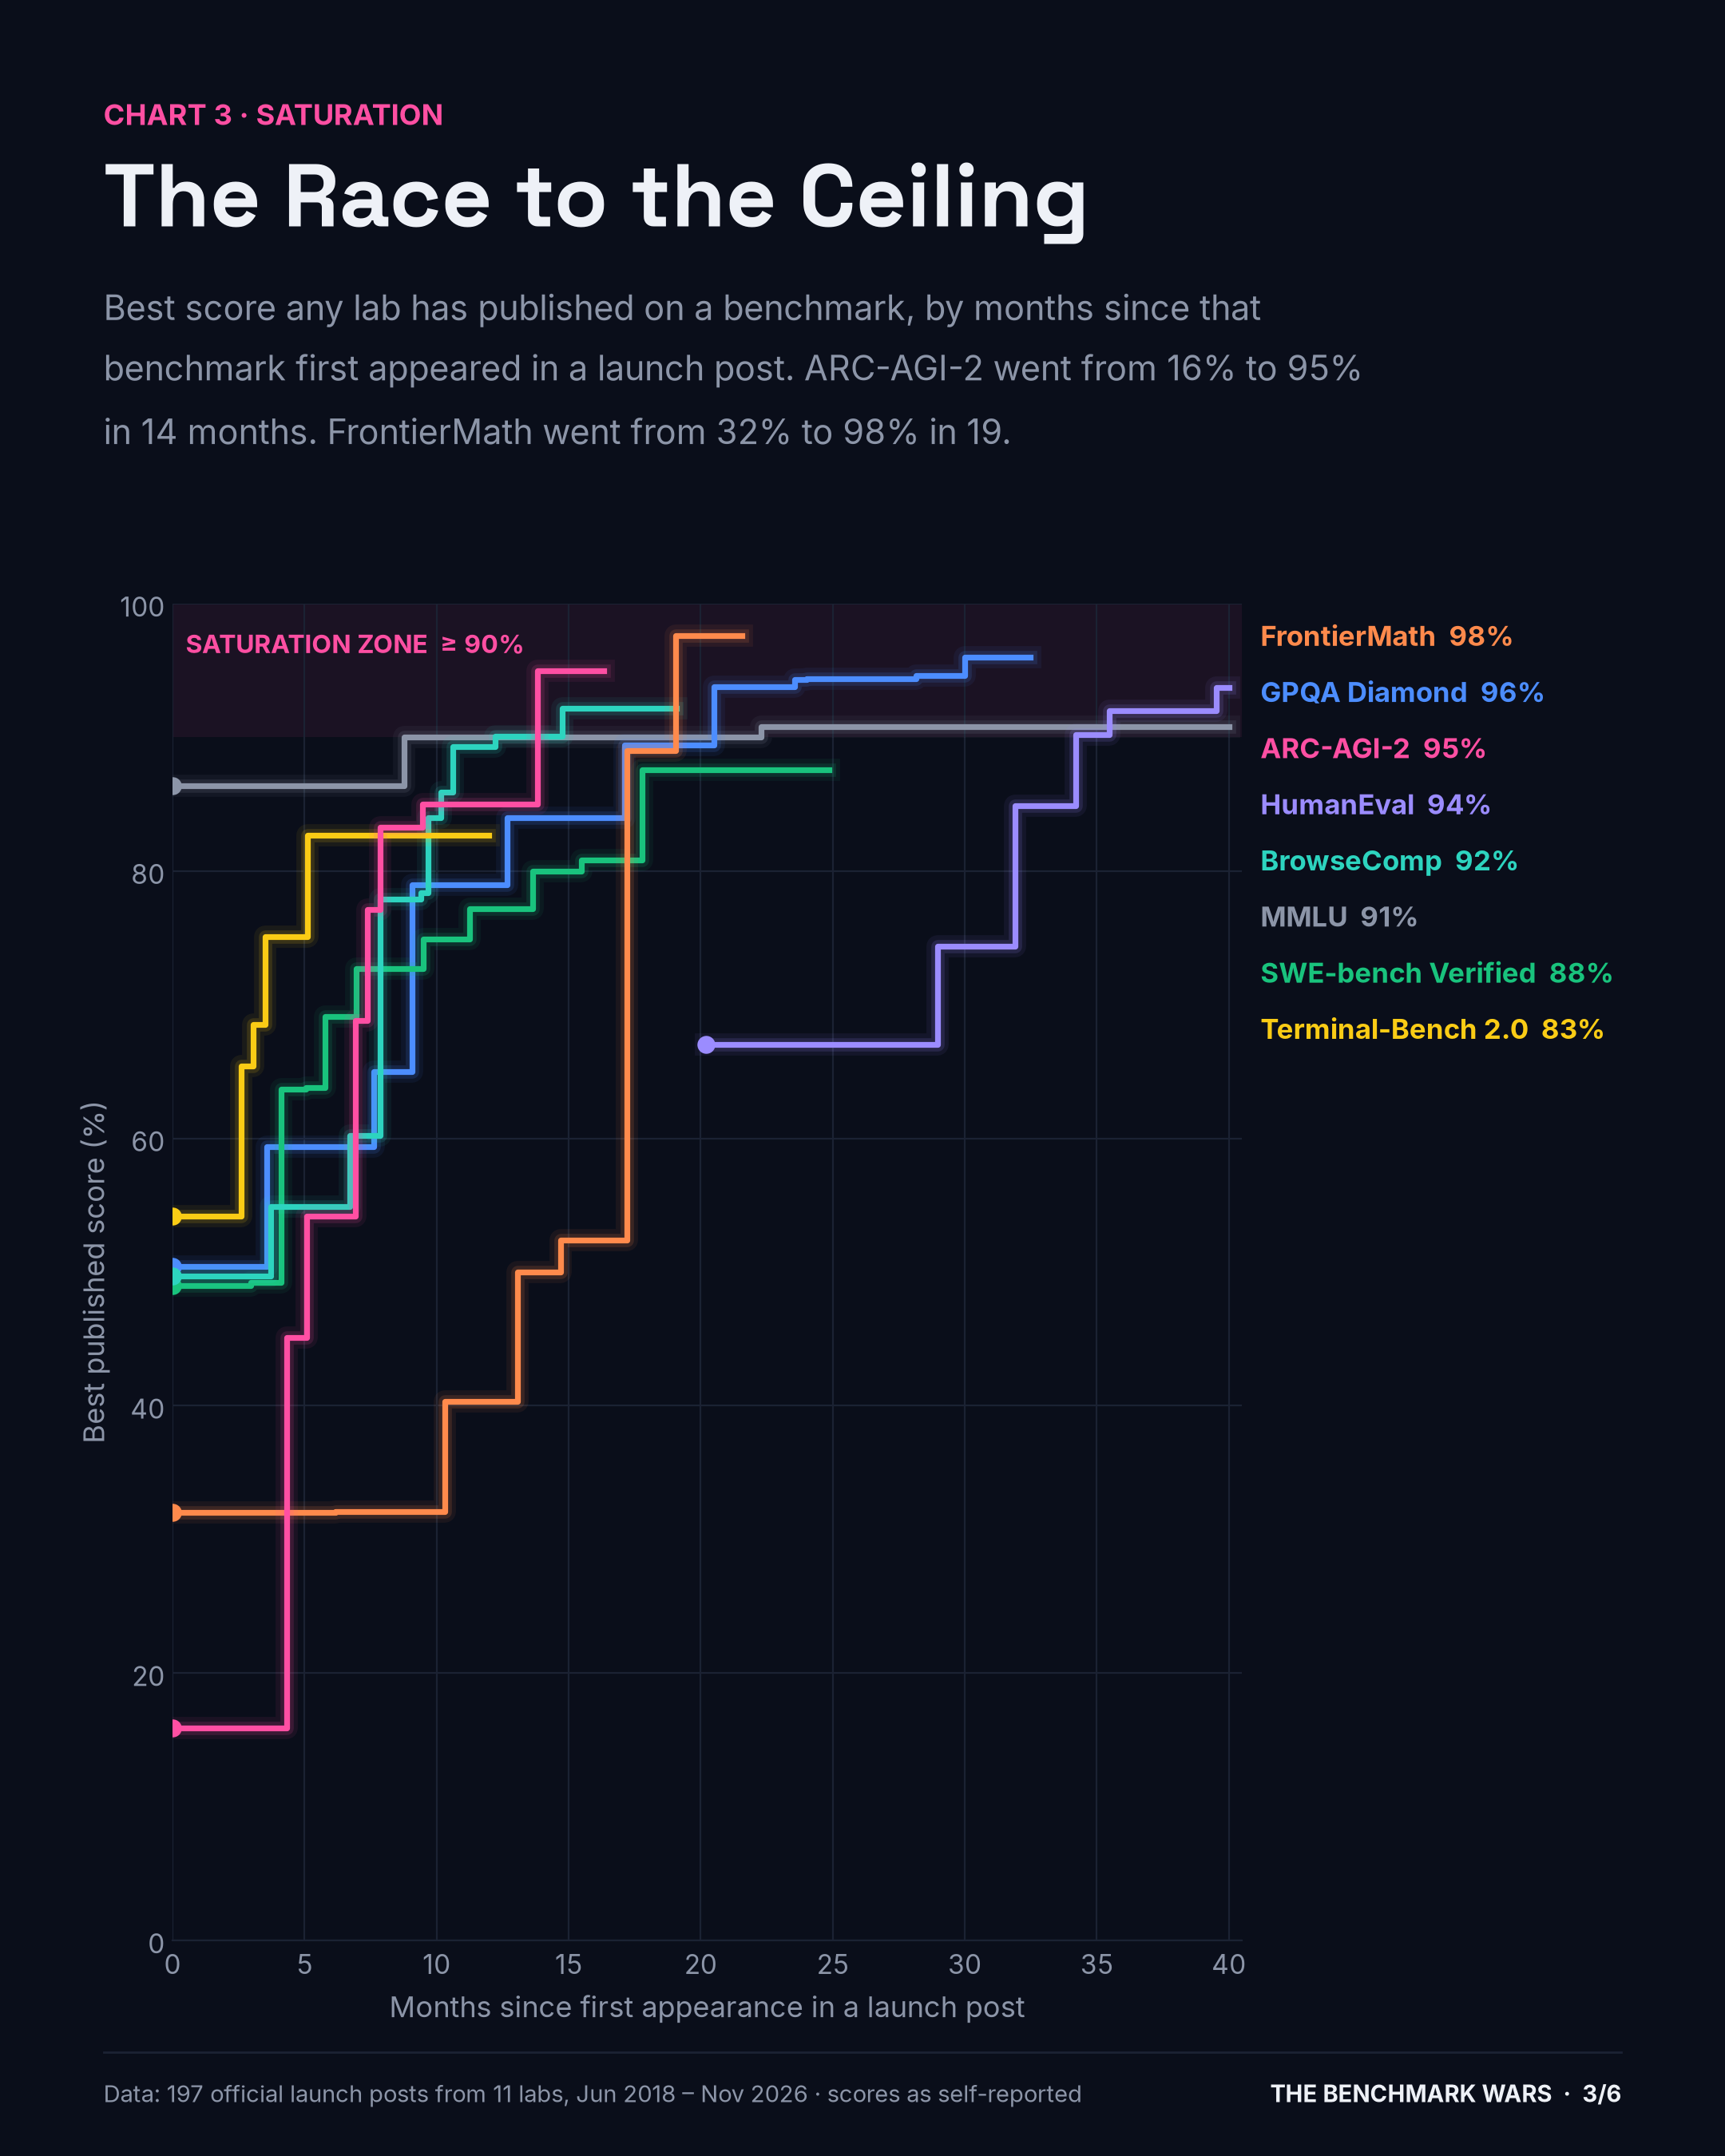 CHART 3 · SATURATION
The Race to the Ceiling
Best score any lab has published on a benchmark, by months since that
benchmark first appeared in a launch post. ARC-AGI-2 went from 16% to 95%
in 14 months. FrontierMath went from 32% to 98% in 19.
SATURATION ZONE ≥ 90%
100
80
60
40
20
0
Best published score (%)
FrontierMath 98%
GPQA Diamond 96%
ARC-AGI-2 95%
HumanEval 94%
BrowseComp 92%
MMLU 91%
SWE-bench Verified 88%
Terminal-Bench 2.0 83%
0 5 10 15 20 25 30 35 40
Months since first appearance in a launch post
Data: 197 official launch posts from 11 labs, Jun 2018 – Nov 2026 · scores as self-reported
THE BENCHMARK WARS · 3/6